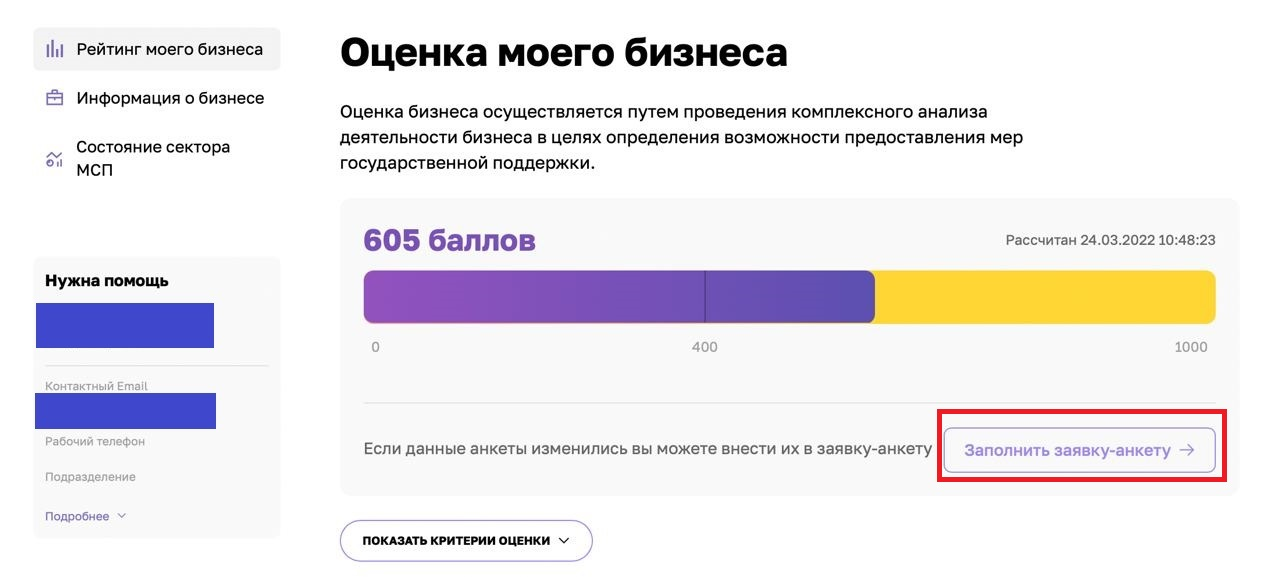 Рейтинг моего бизнеса
Информация о бизнесе
Состояние сектора
МСП
Нужна помощь
Контактный Email
Рабочий телефон
Подразделение
Подробнее
Оценка моего бизнеса
Оценка бизнеса осуществляется путем проведения комплексного анализа
деятельности бизнеса в целях определения возможности предоставления мер
государственной поддержки.
605 баллов
Рассчитан 24.03.2022 10:48:23
0 400 1000
Если данные анкеты изменились вы можете внести их в заявку-анкету
Заполнить заявку-анкету →
ПОКАЗАТЬ КРИТЕРИИ ОЦЕНКИ